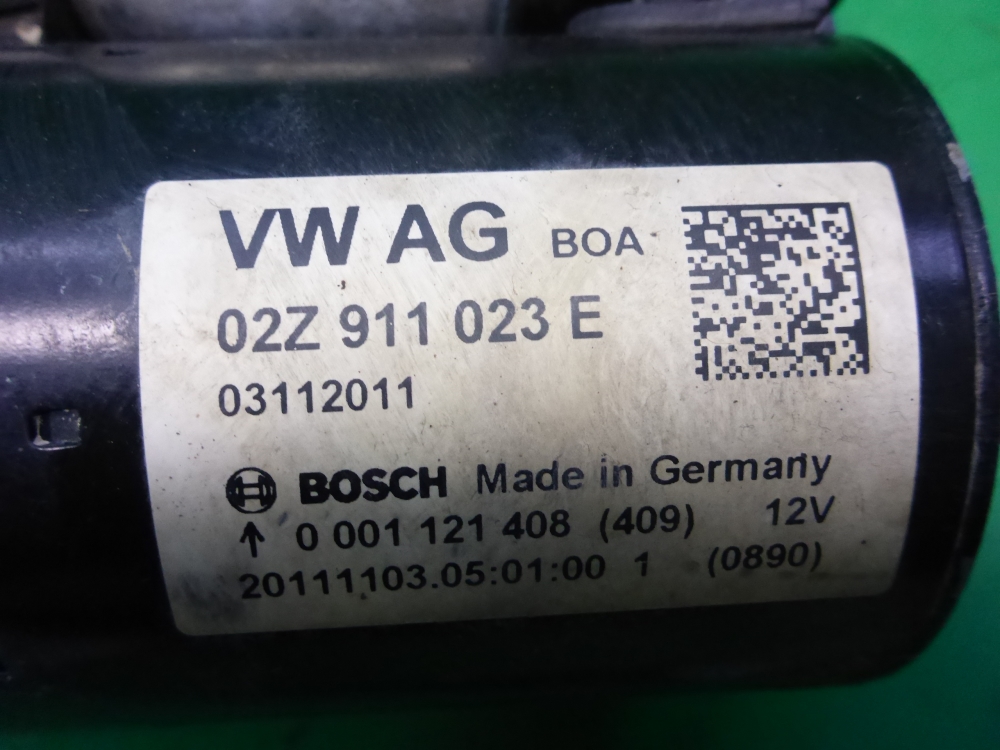 VW AG BOA
02Z 911 023 E
03112011
BOSCH Made in Germany
↑ 0 001 121 408 (409) 12V
20111103.05:01:00 1 (0890)